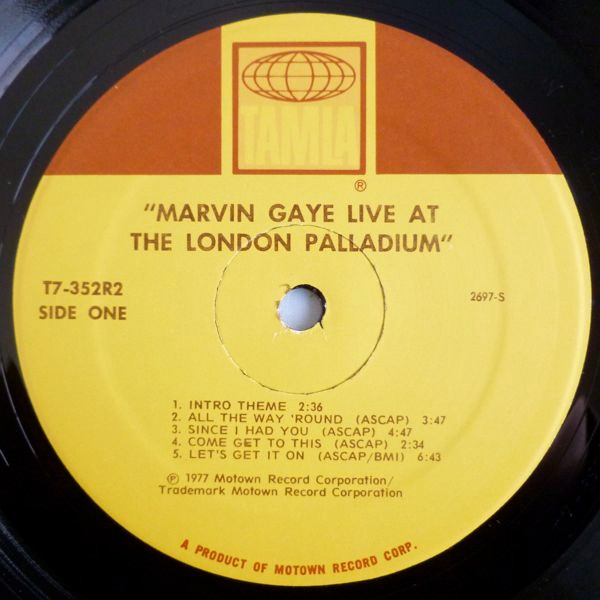 TAMLA
®
"MARVIN GAYE LIVE AT
THE LONDON PALLADIUM"
T7-352R2
SIDE ONE
2697-S
1. INTRO THEME 2:36
2. ALL THE WAY 'ROUND (ASCAP) 3:47
3. SINCE I HAD YOU (ASCAP) 4:47
4. COME GET TO THIS (ASCAP) 2:34
5. LET'S GET IT ON (ASCAP/BMI) 6:43
℗ 1977 Motown Record Corporation/
Trademark Motown Record Corporation
A PRODUCT OF MOTOWN RECORD CORP.